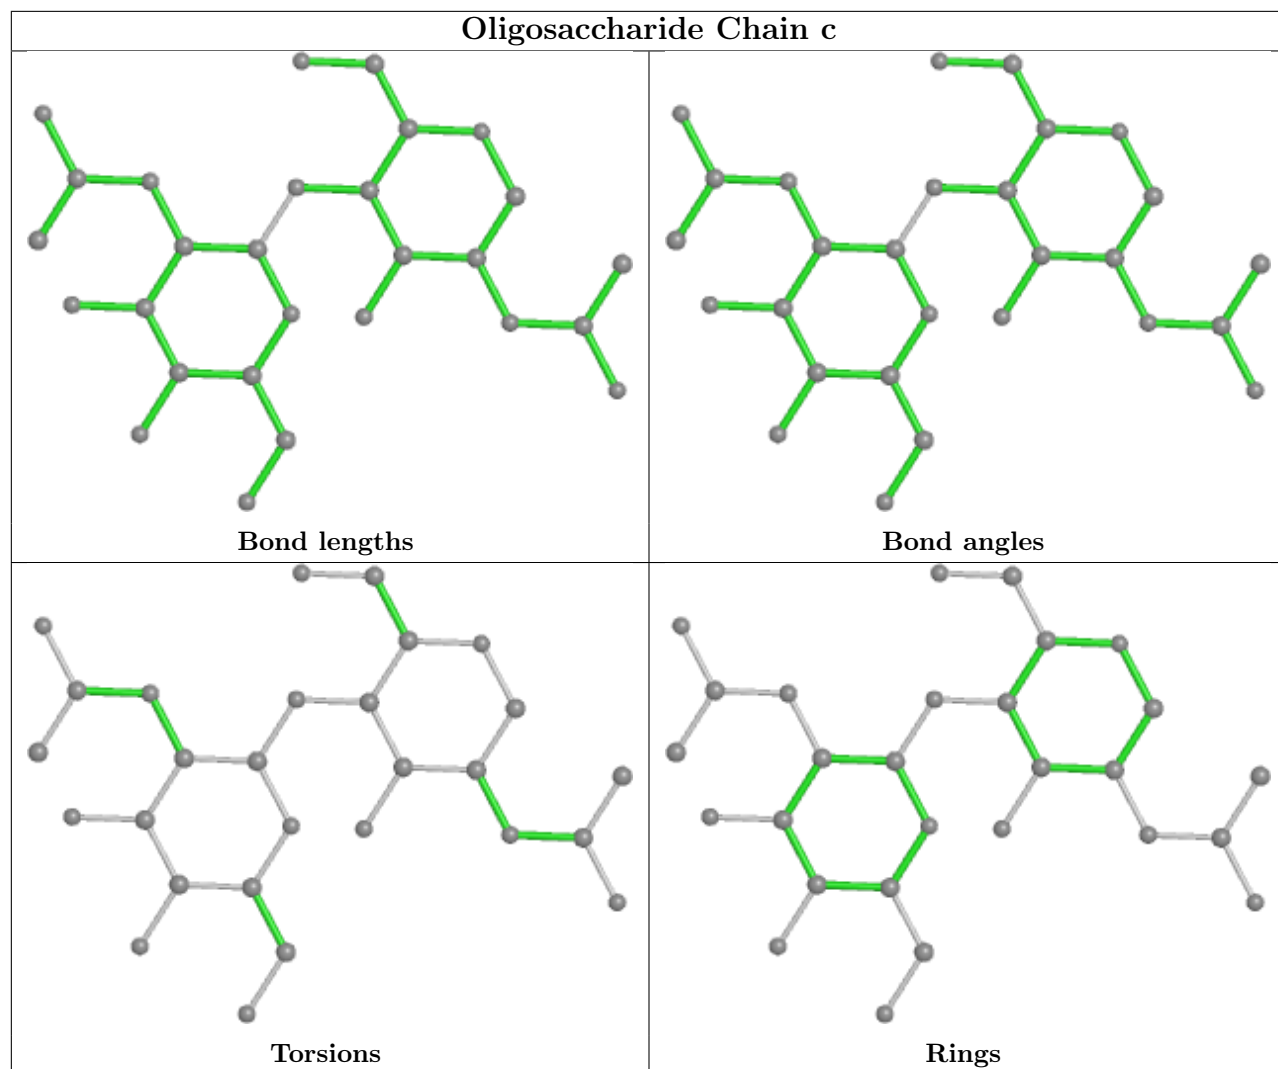 Oligosaccharide Chain c
Bond lengths
Bond angles
Torsions
Rings